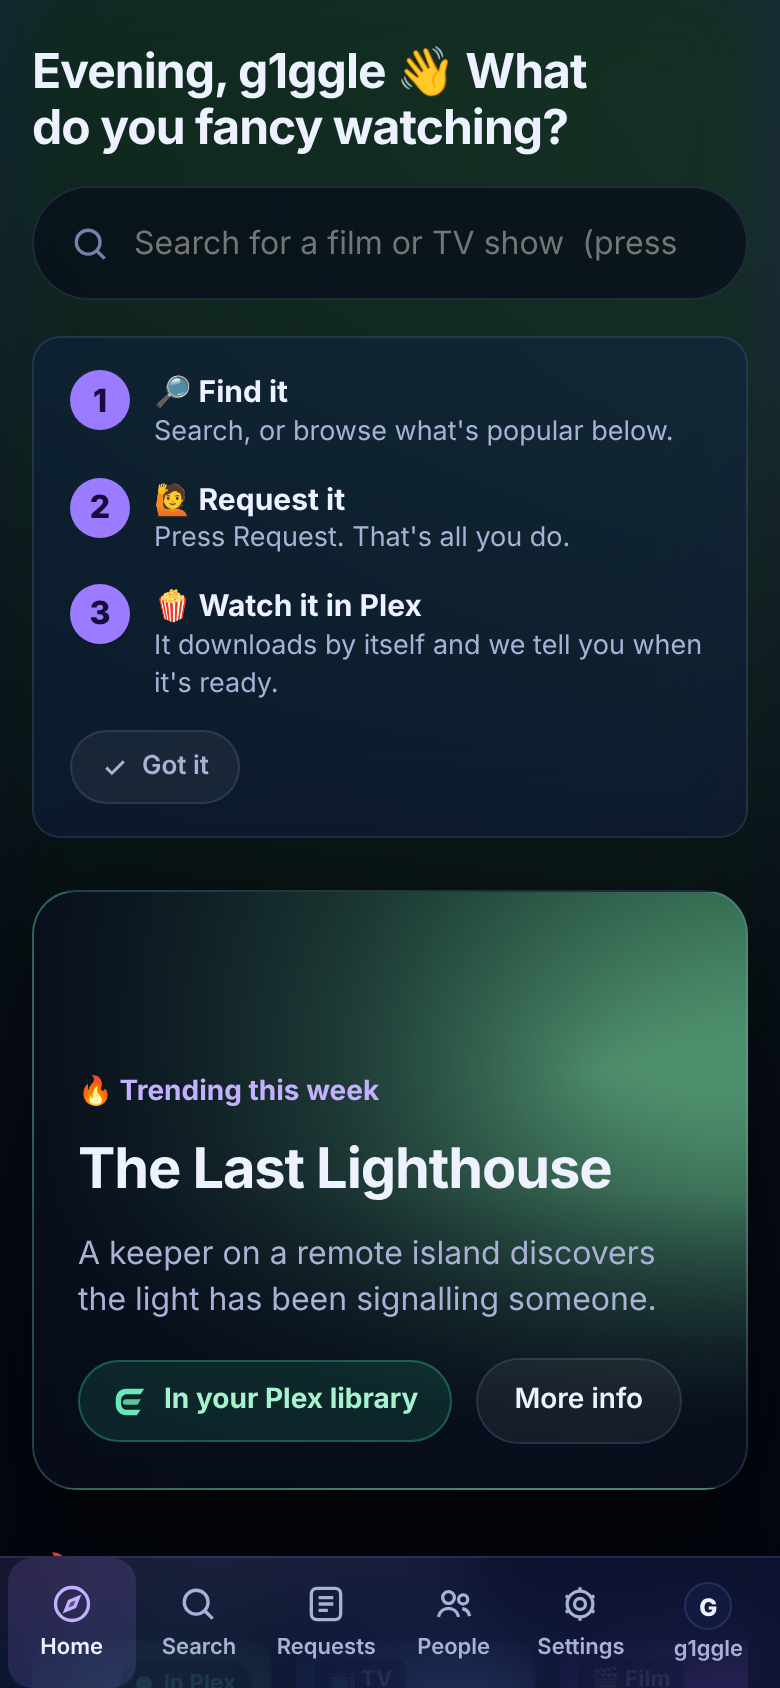 Evening, g1ggle 👋 What
do you fancy watching?
Search for a film or TV show (press
1
🔎 Find it
Search, or browse what's popular below.
2
🙋 Request it
Press Request. That's all you do.
3
🍿 Watch it in Plex
It downloads by itself and we tell you when
it's ready.
Got it
🔥 Trending this week
The Last Lighthouse
A keeper on a remote island discovers
the light has been signalling someone.
In your Plex library
More info
G
Home
Search
Requests
People
Settings
g1ggle
In Plex
📺 TV
🎬 Film